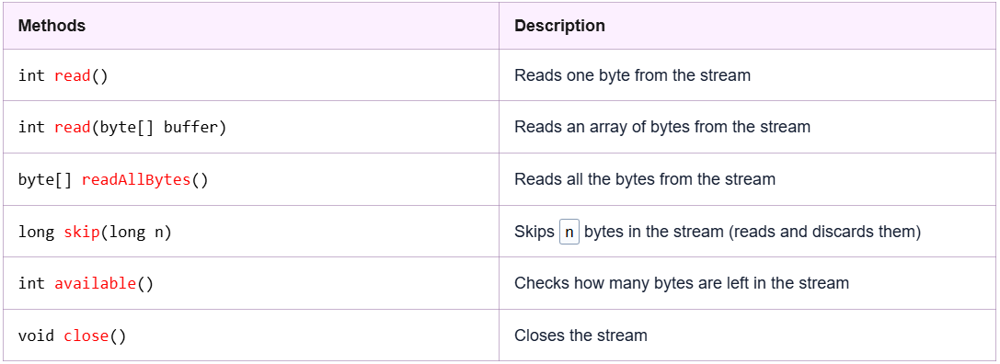 Methods Description
int read() Reads one byte from the stream
int read(byte[] buffer) Reads an array of bytes from the stream
byte[] readAllBytes() Reads all the bytes from the stream
long skip(long n) Skips n bytes in the stream (reads and discards them)
int available() Checks how many bytes are left in the stream
void close() Closes the stream